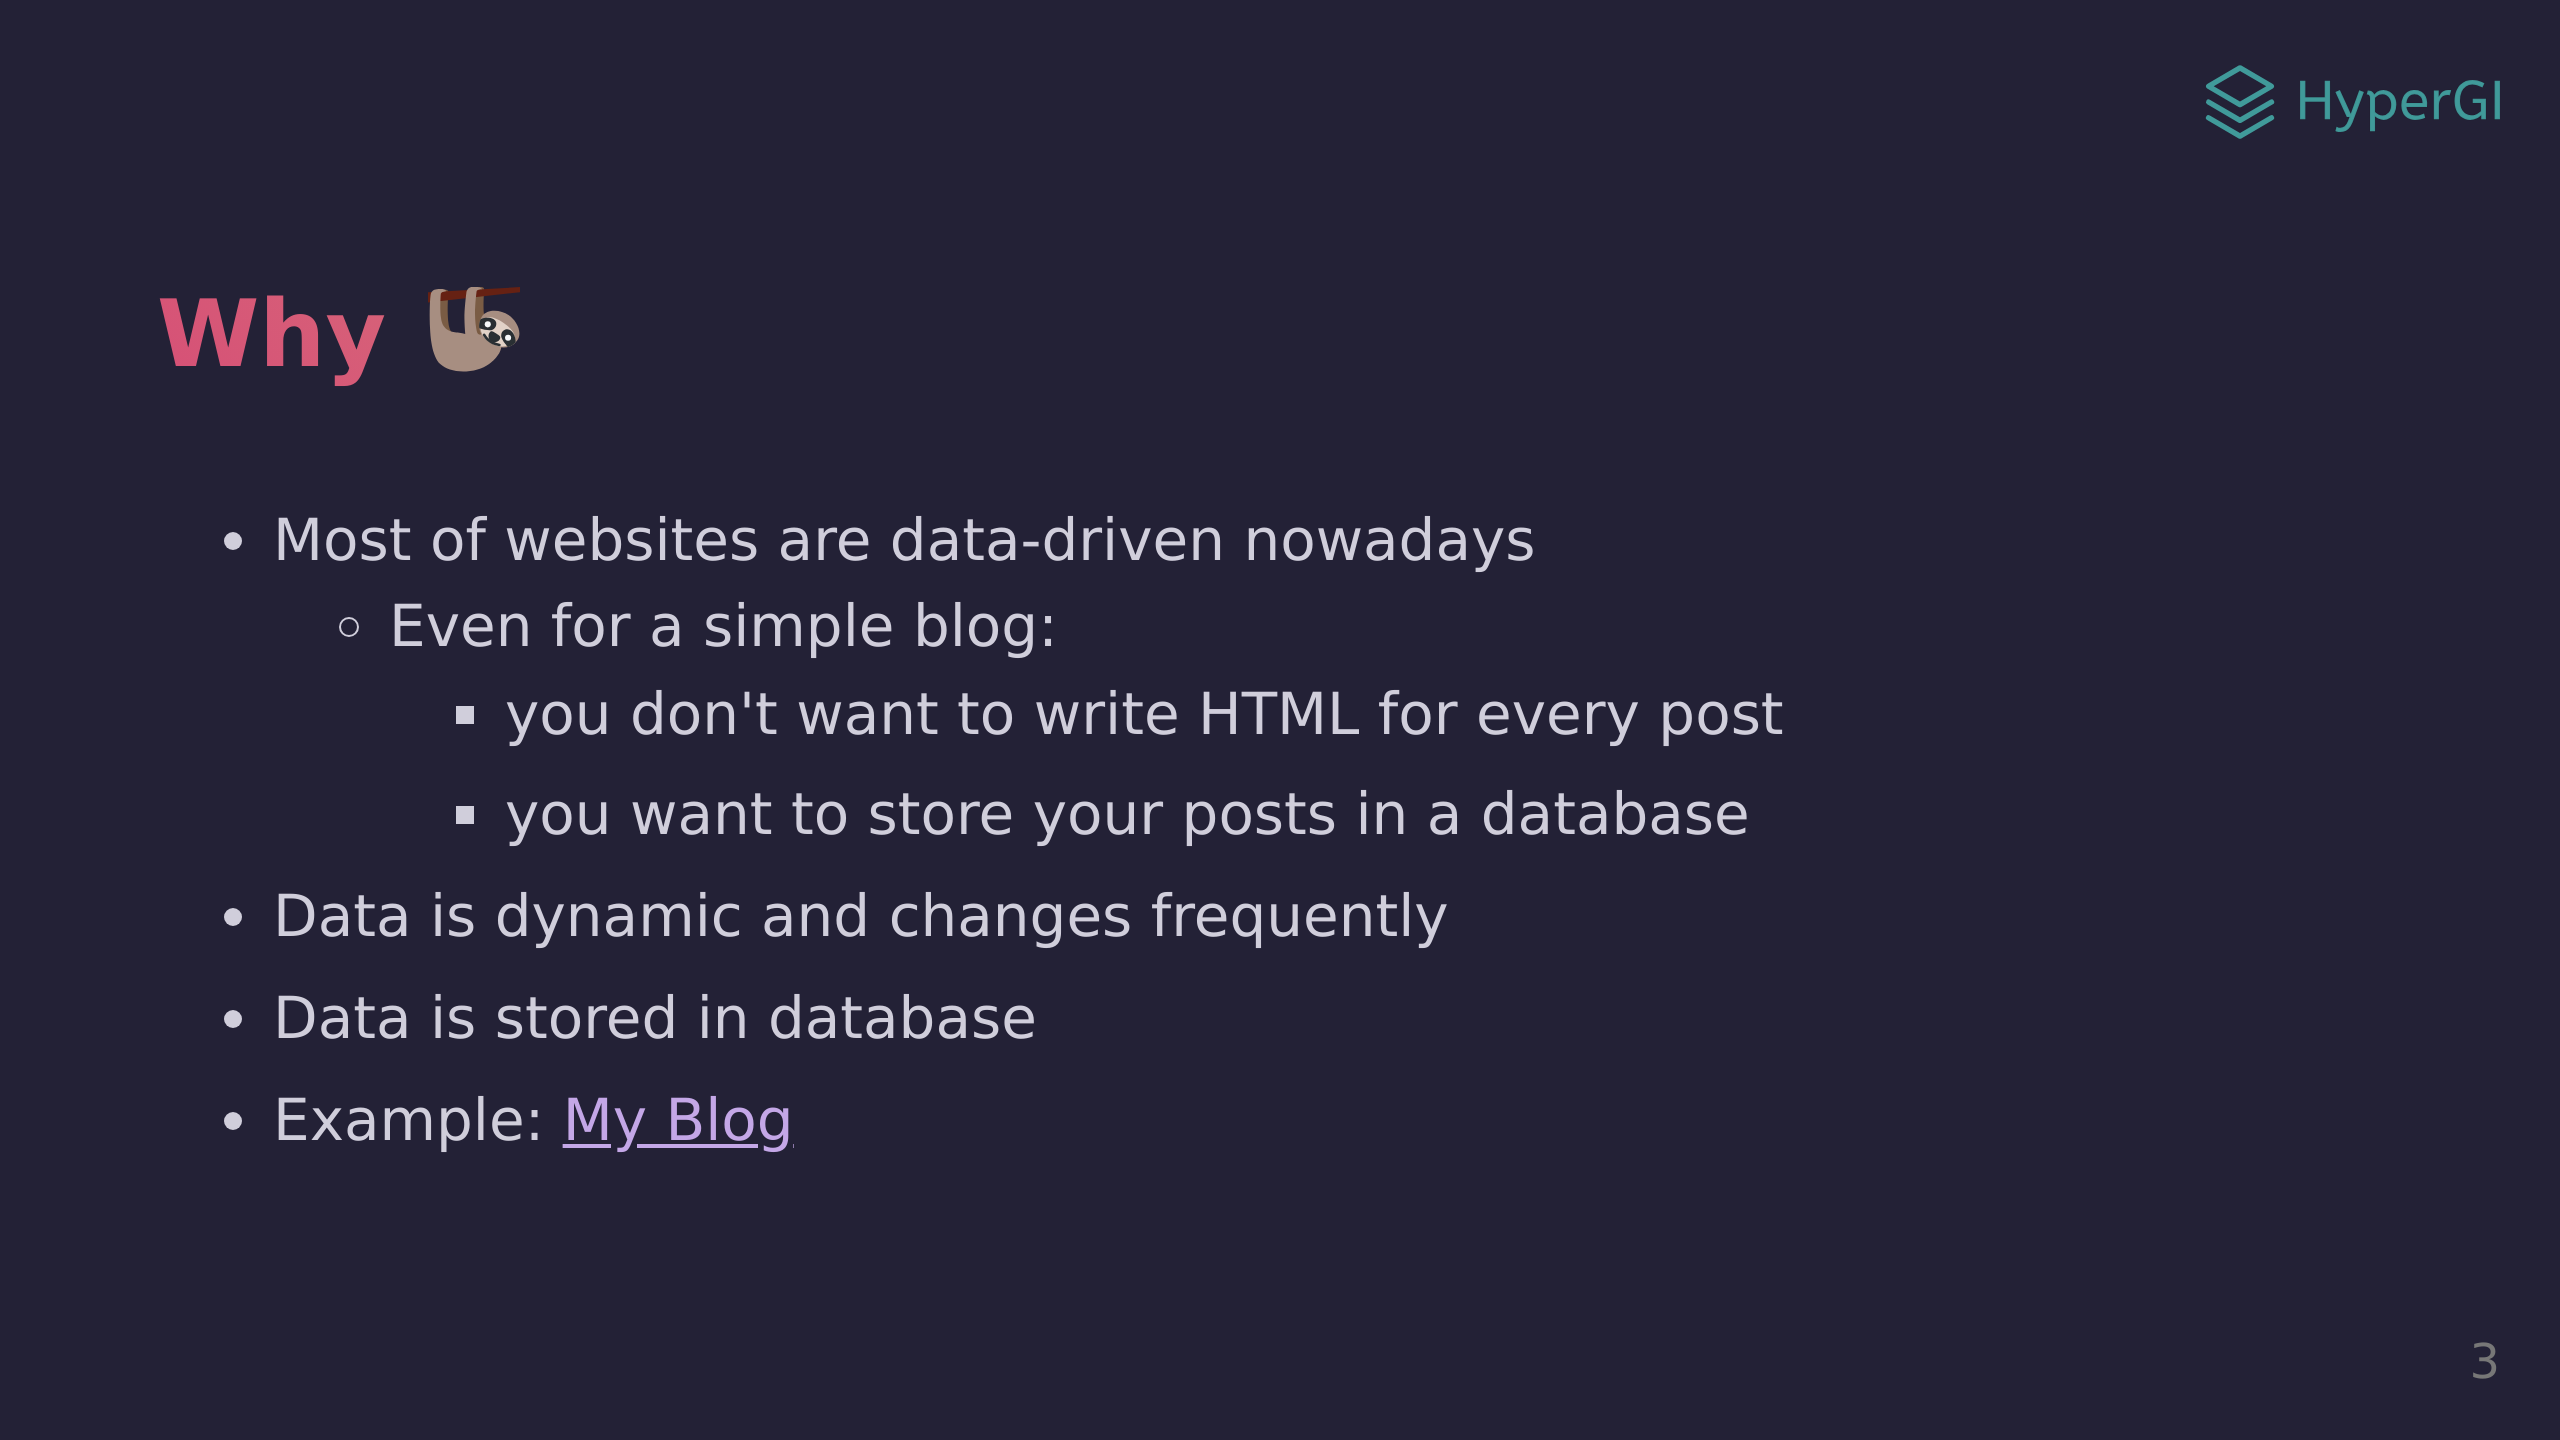 HyperGI
Why
Most of websites are data-driven nowadays
Even for a simple blog:
you don't want to write HTML for every post
you want to store your posts in a database
Data is dynamic and changes frequently
Data is stored in database
Example: My Blog
3